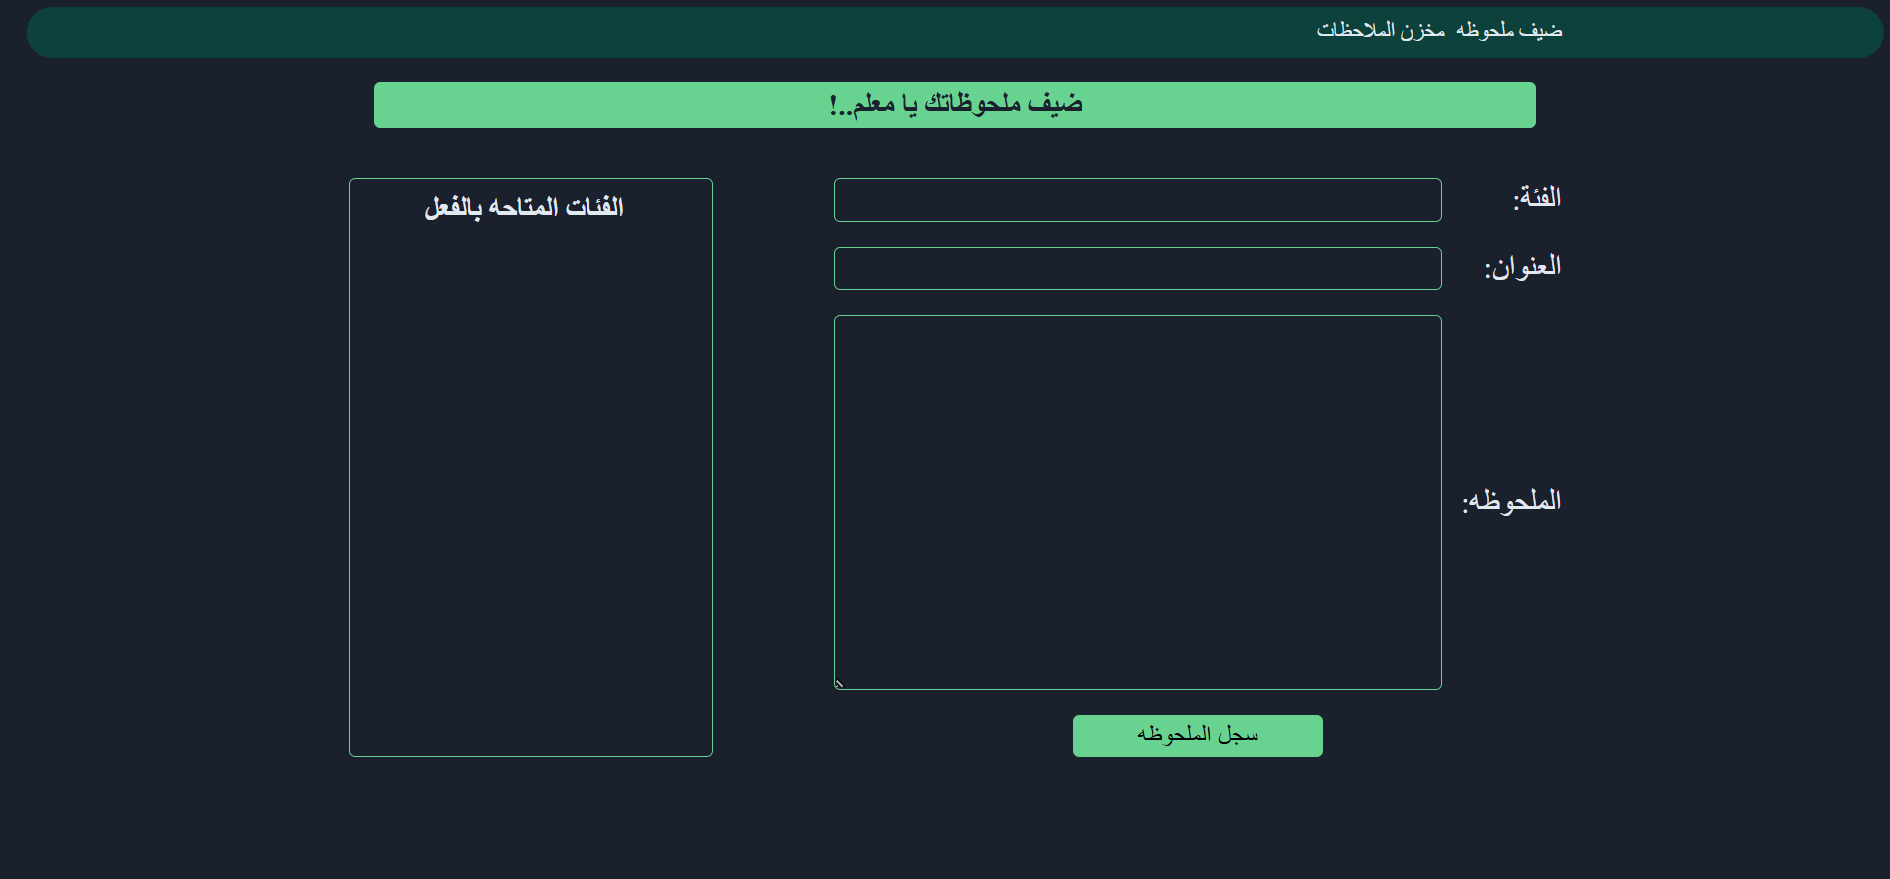 ضيف ملحوظه مخزن الملاحظات
ضيف ملحوظاتك يا معلم..!
الفئة:
العنوان:
الملحوظه:
سجل الملحوظه
الفئات المتاحه بالفعل